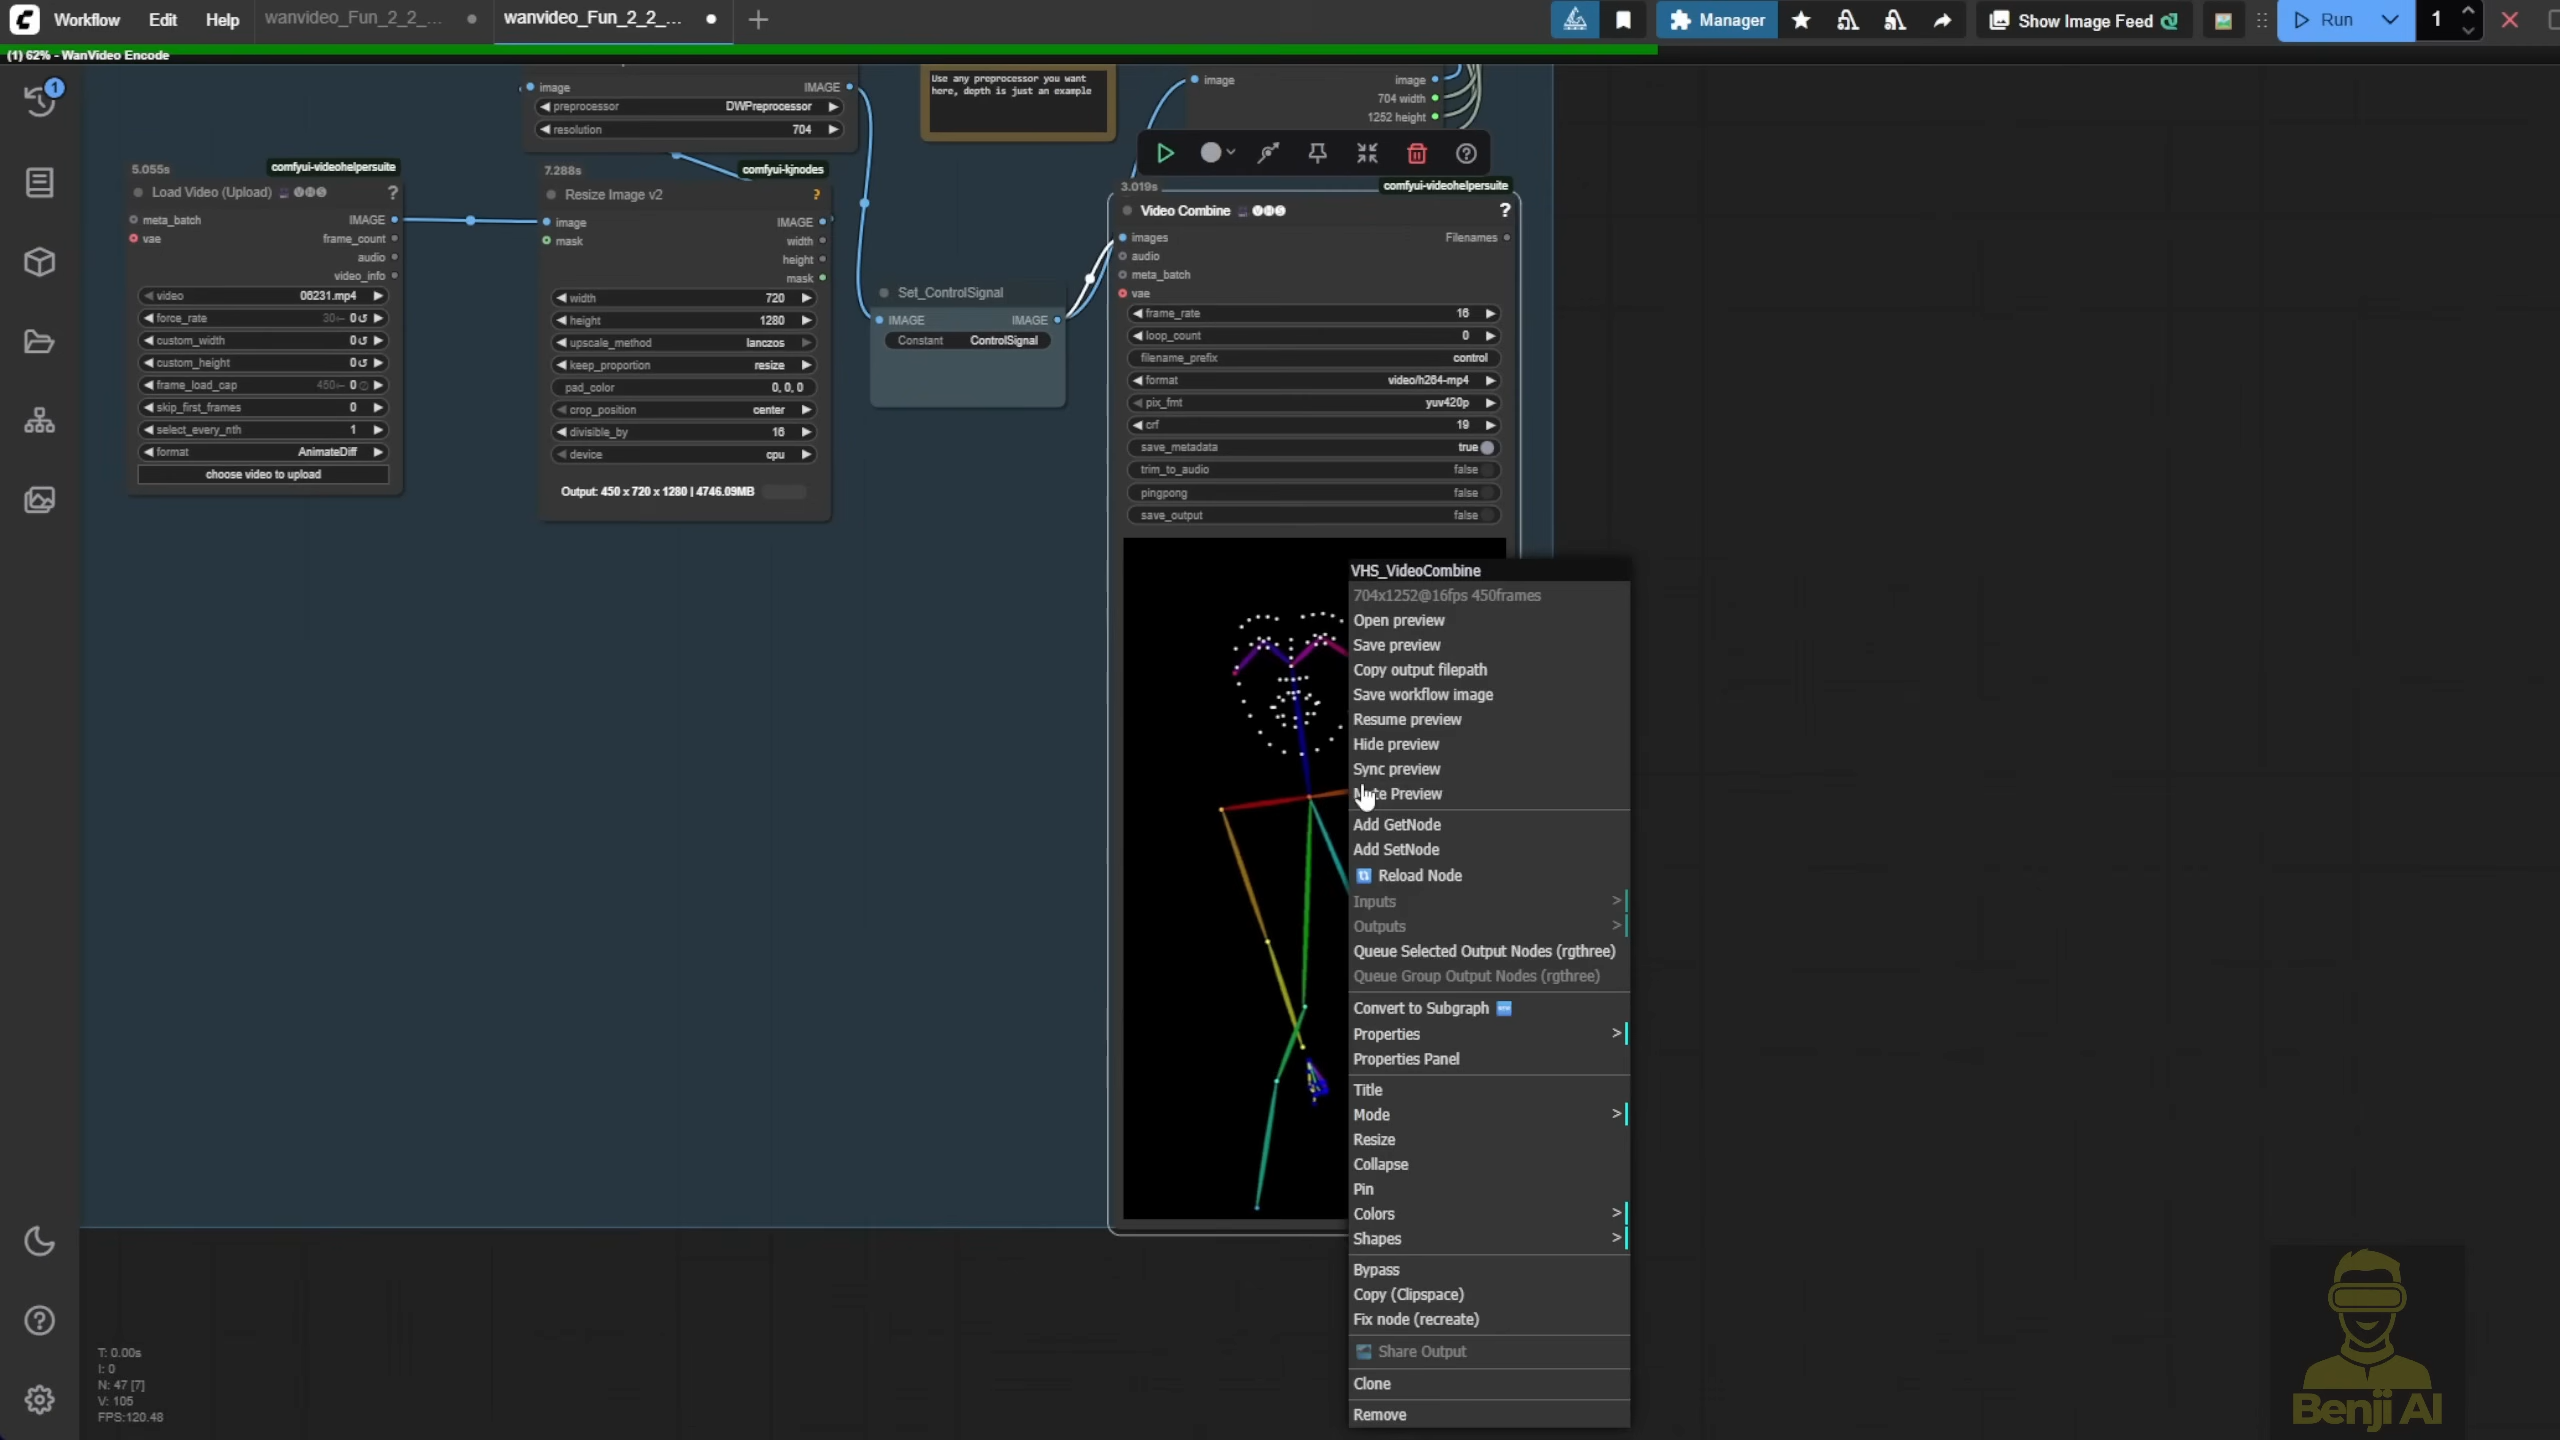 Workflow Edit Help wanvideo_Fun_2_2_... wanvideo_Fun_2_2_... Manager Show Image Feed Run 1
(1) 62% - WanVideo Encode
1
image IMAGE
preprocessor DWPreprocessor
resolution 704
Use any preprocessor you want
here, depth is just an example
image image
704 width
1252 height
5.055s comfyui-videohelpersuite
Load Video (Upload) VHS ?
meta_batch IMAGE
vae frame_count
audio
video_info
video 06231.mp4
force_rate 30← 0
custom_width 0
custom_height 0
frame_load_cap 450← 0
skip_first_frames 0
select_every_nth 1
format AnimateDiff
choose video to upload
7.288s comfyui-kjnodes
Resize Image v2 ?
image IMAGE
mask width
height
mask
width 720
height 1280
upscale_method lanczos
keep_proportion resize
pad_color 0, 0, 0
crop_position center
divisible_by 16
device cpu
Output: 450 x 720 x 1280 | 4746.09MB
Set_ControlSignal
IMAGE IMAGE
Constant ControlSignal
3.019s comfyui-videohelpersuite
Video Combine VHS ?
images Filenames
audio
meta_batch
vae
frame_rate 16
loop_count 0
filename_prefix control
format video/h264-mp4
pix_fmt yuv420p
crf 19
save_metadata true
trim_to_audio false
pingpong false
save_output false
VHS_VideoCombine
704x1252@16fps 450frames
Open preview
Save preview
Copy output filepath
Save workflow image
Resume preview
Hide preview
Sync preview
Mute Preview
Add GetNode
Add SetNode
Reload Node
Inputs >
Outputs >
Queue Selected Output Nodes (rgthree)
Queue Group Output Nodes (rgthree)
Convert to Subgraph
Properties >
Properties Panel
Title
Mode >
Resize
Collapse
Pin
Colors >
Shapes >
Bypass
Copy (Clipspace)
Fix node (recreate)
Share Output
Clone
Remove
T: 0.00s
I: 0
N: 47 [7]
V: 105
FPS:120.48
Benji AI